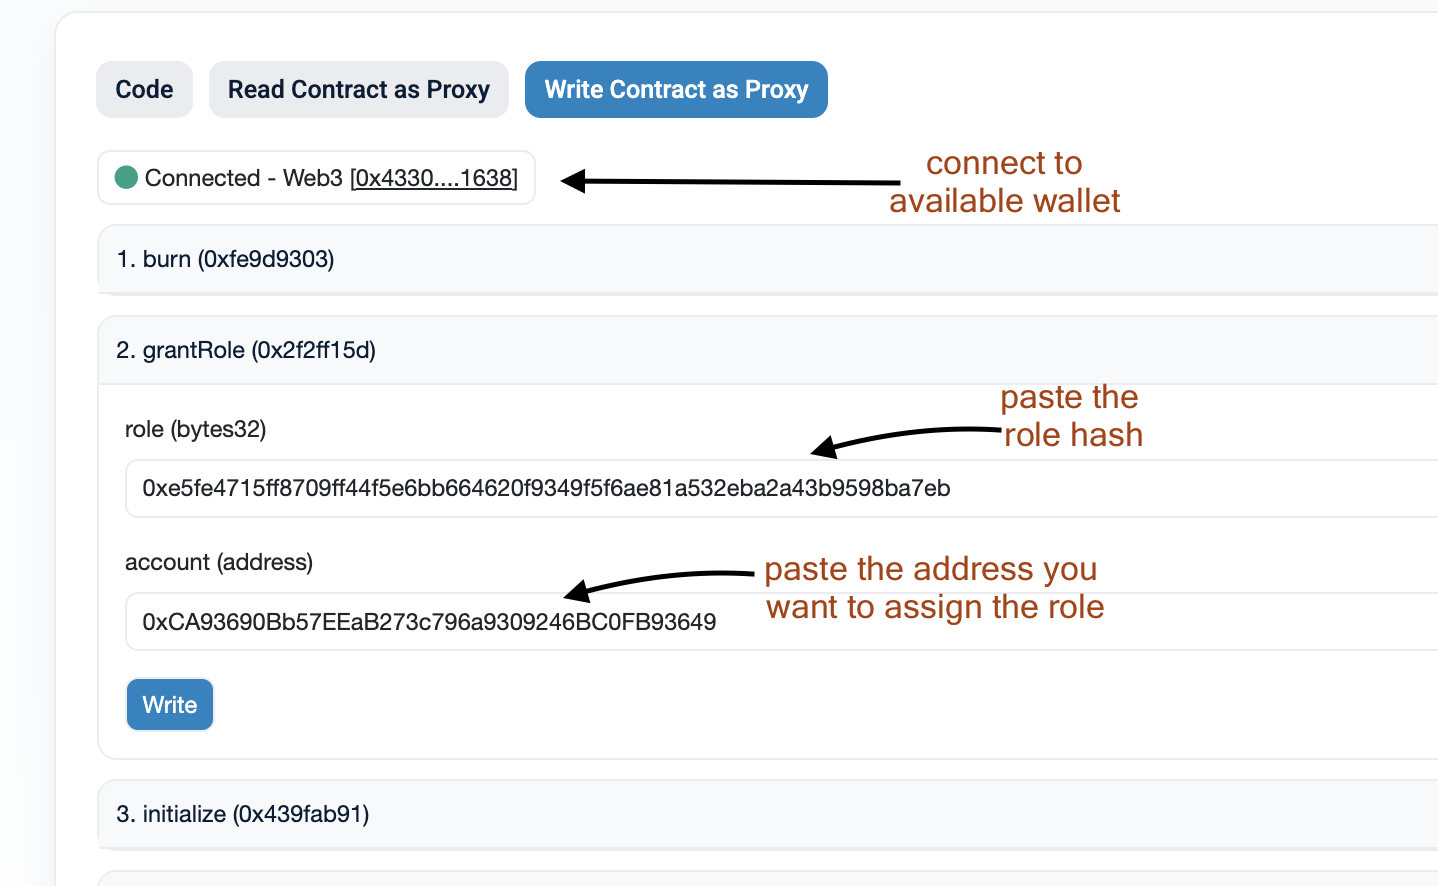 Code
Read Contract as Proxy
Write Contract as Proxy
Connected - Web3 [0x4330....1638]
connect to
available wallet
1. burn (0xfe9d9303)
2. grantRole (0x2f2ff15d)
paste the
role hash
role (bytes32)
0xe5fe4715ff8709ff44f5e6bb664620f9349f5f6ae81a532eba2a43b9598ba7eb
account (address)
paste the address you
want to assign the role
0xCA93690Bb57EEaB273c796a9309246BC0FB93649
Write
3. initialize (0x439fab91)